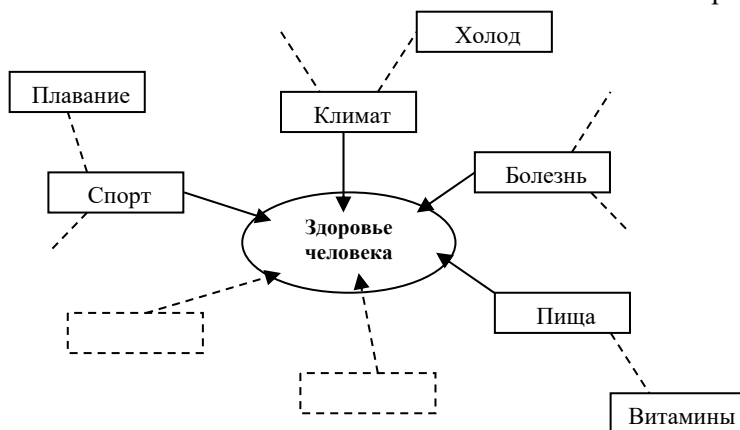 Холод
Плавание
Климат
Болезнь
Спорт
Здоровье
человека
Пища
Витамины